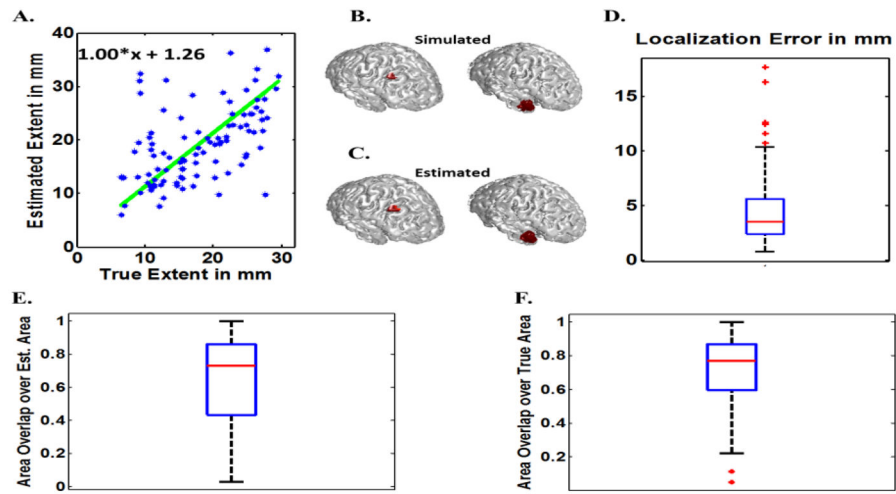 A.
1.00*x + 1.26
Estimated Extent in mm
40
30
20
10
0
0
10
20
30
True Extent in mm
B.
Simulated
C.
Estimated
D.
Localization Error in mm
15
10
5
0
E.
Area Overlap over Est. Area
1
0.8
0.6
0.4
0.2
0
F.
Area Overlap over True Area
1
0.8
0.6
0.4
0.2